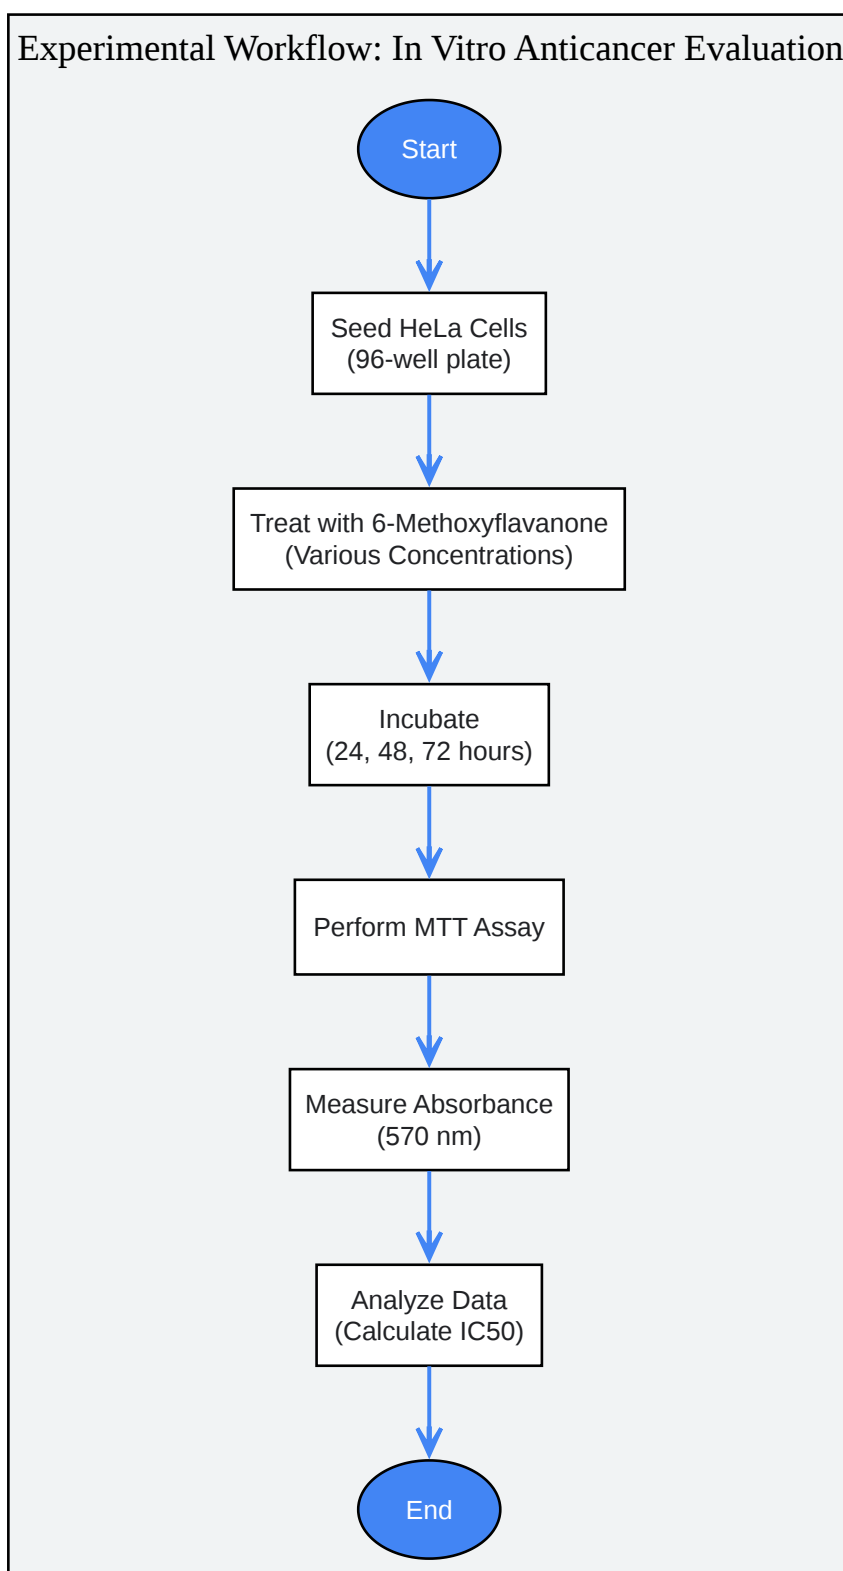 Experimental Workflow: In Vitro Anticancer Evaluation
Start
Seed HeLa Cells
(96-well plate)
Treat with 6-Methoxyflavanone
(Various Concentrations)
Incubate
(24, 48, 72 hours)
Perform MTT Assay
Measure Absorbance
(570 nm)
Analyze Data
(Calculate IC50)
End